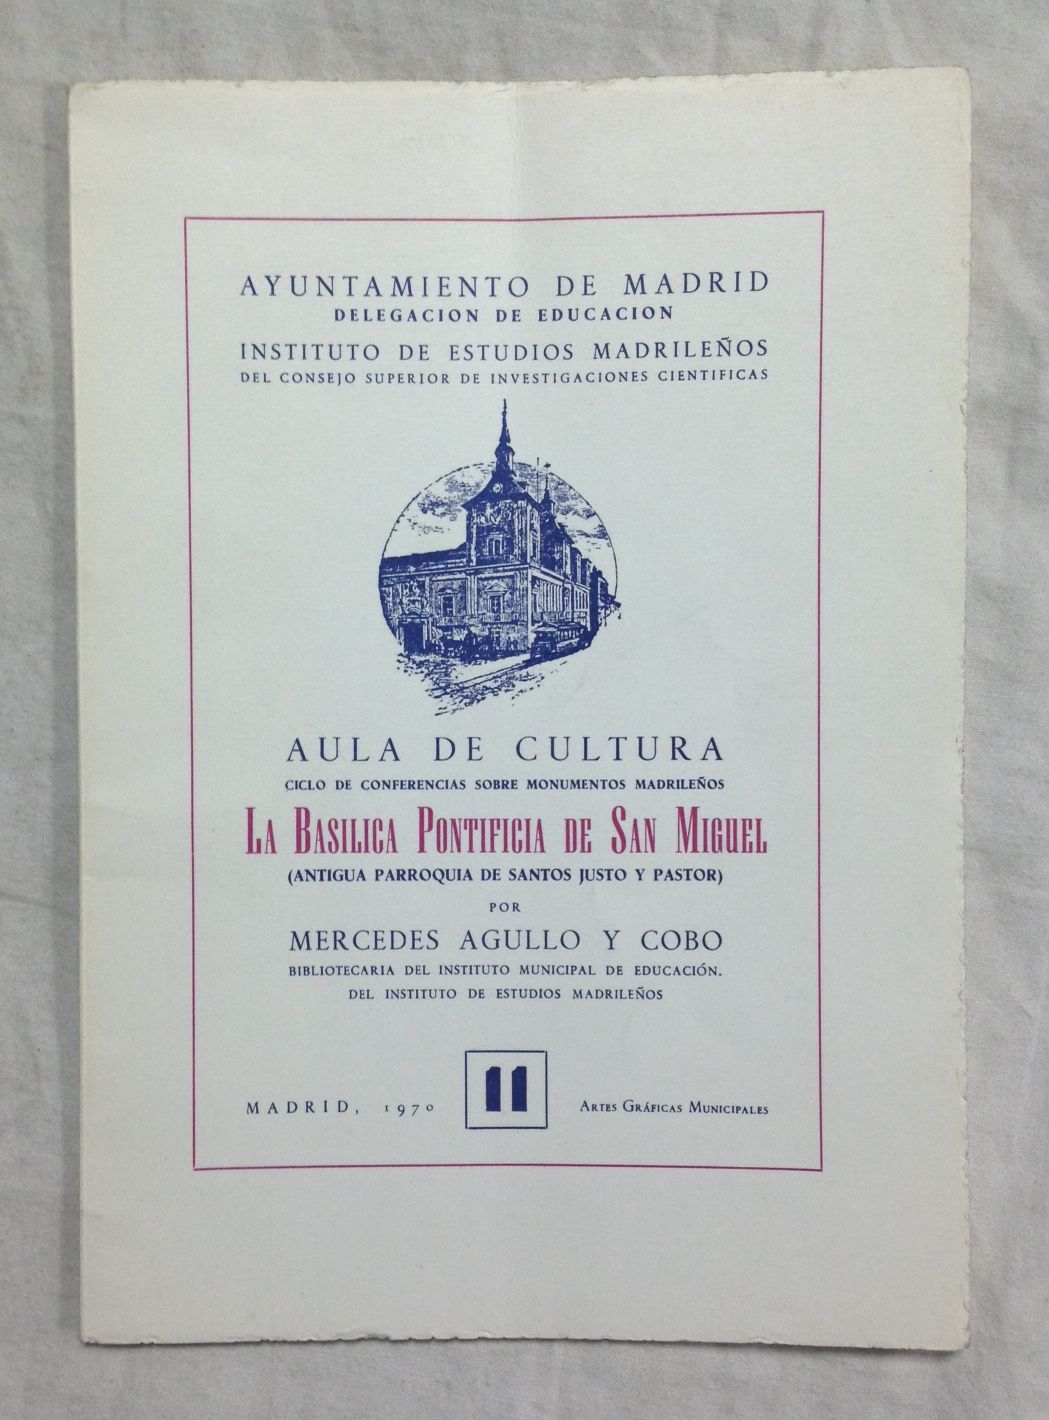 AYUNTAMIENTO DE MADRID
DELEGACION DE EDUCACION
INSTITUTO DE ESTUDIOS MADRILEÑOS
DEL CONSEJO SUPERIOR DE INVESTIGACIONES CIENTIFICAS
AULA DE CULTURA
CICLO DE CONFERENCIAS SOBRE MONUMENTOS MADRILEÑOS
LA BASILICA PONTIFICIA DE SAN MIGUEL
(ANTIGUA PARROQUIA DE SANTOS JUSTO Y PASTOR)
POR
MERCEDES AGULLO Y COBO
BIBLIOTECARIA DEL INSTITUTO MUNICIPAL DE EDUCACIÓN.
DEL INSTITUTO DE ESTUDIOS MADRILEÑOS
MADRID, 1970
11
ARTES GRÁFICAS MUNICIPALES